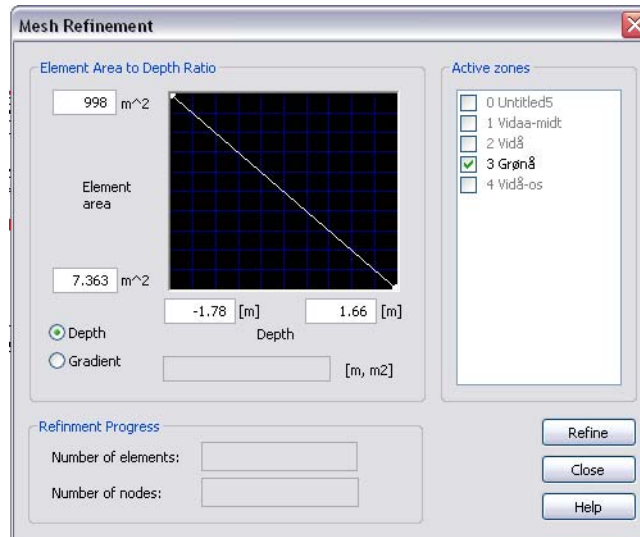 Mesh Refinement
Element Area to Depth Ratio
998 m^2
Element
area
7.363 m^2
-1.78 [m]
1.66 [m]
Depth
Depth
Gradient
[m, m2]
Active zones
0 Untitled5
1 Vidaa-midt
2 Vidå
3 Grønå
4 Vidå-os
Refinment Progress
Number of elements:
Number of nodes:
Refine
Close
Help